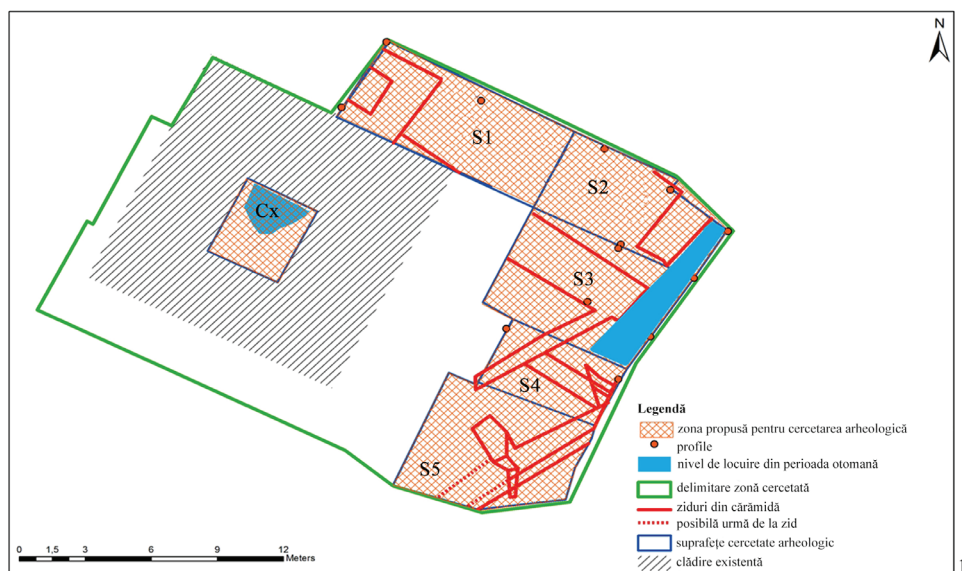 N
S1
S2
Cx
S3
S4
S5
Legendă
zona propusă pentru cercetarea arheologică
profile
nivel de locuire din perioada otomană
delimitare zonă cercetată
ziduri din cărămidă
posibilă urmă de la zid
suprafețe cercetate arheologic
clădire existentă
0 1,5 3 6 9 12
Meters
1